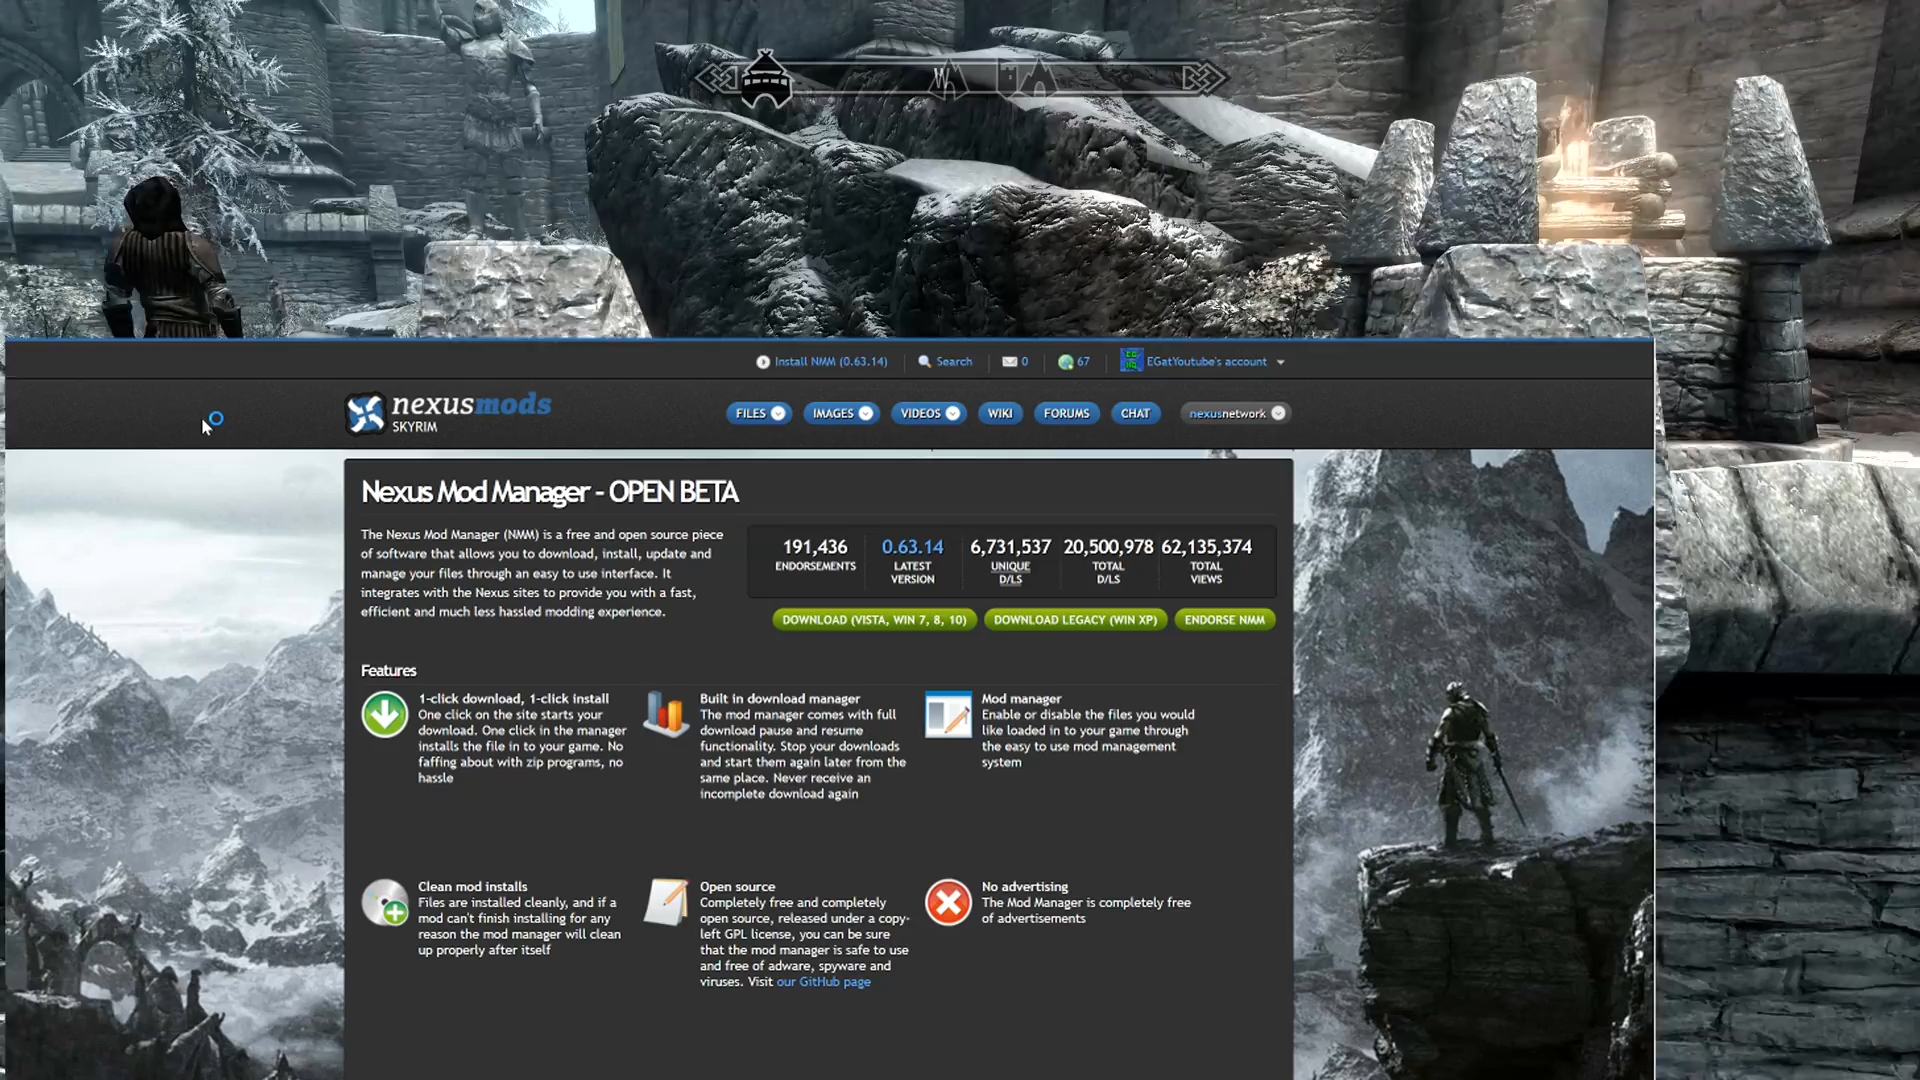 Install NMM (0.63.14)
Search
0
67
EGatYoutube's account
nexusmods
SKYRIM
FILES
IMAGES
VIDEOS
WIKI
FORUMS
CHAT
nexusnetwork
Nexus Mod Manager - OPEN BETA
The Nexus Mod Manager (NMM) is a free and open source piece
of software that allows you to download, install, update and
manage your files through an easy to use interface. It
integrates with the Nexus sites to provide you with a fast,
efficient and much less hassled modding experience.
191,436
ENDORSEMENTS
0.63.14
LATEST
VERSION
6,731,537
UNIQUE
D/LS
20,500,978
TOTAL
D/LS
62,135,374
TOTAL
VIEWS
DOWNLOAD (VISTA, WIN 7, 8, 10)
DOWNLOAD LEGACY (WIN XP)
ENDORSE NMM
Features
1-click download, 1-click install
One click on the site starts your
download. One click in the manager
installs the file in to your game. No
faffing about with zip programs, no
hassle
Built in download manager
The mod manager comes with full
download pause and resume
functionality. Stop your downloads
and start them again later from the
same place. Never receive an
incomplete download again
Mod manager
Enable or disable the files you would
like loaded in to your game through
the easy to use mod management
system
Clean mod installs
Files are installed cleanly, and if a
mod can't finish installing for any
reason the mod manager will clean
up properly after itself
Open source
Completely free and completely
open source, released under a copy-
left GPL license, you can be sure
that the mod manager is safe to use
and free of adware, spyware and
viruses. Visit our GitHub page
No advertising
The Mod Manager is completely free
of advertisements